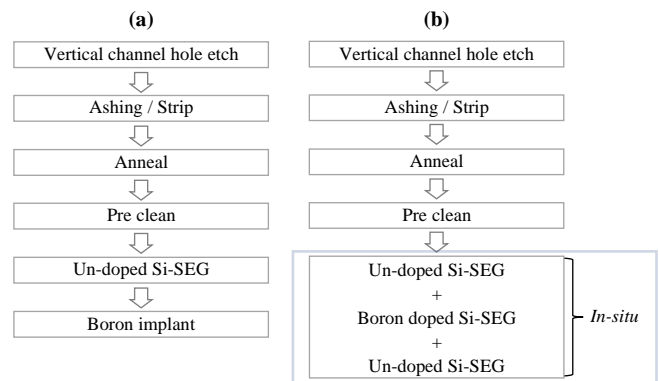 (a)
Vertical channel hole etch
Ashing / Strip
Anneal
Pre clean
Un-doped Si-SEG
Boron implant
(b)
Vertical channel hole etch
Ashing / Strip
Anneal
Pre clean
Un-doped Si-SEG
+
Boron doped Si-SEG
+
Un-doped Si-SEG
In-situ